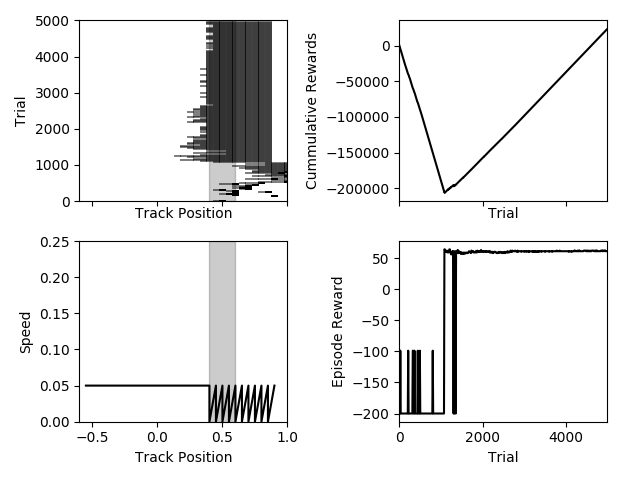 5000
4000
3000
2000
1000
0
Trial
Track Position
0
−50000
−100000
−150000
−200000
Cummulative Rewards
Trial
0.25
0.20
0.15
0.10
0.05
0.00
Speed
−0.5 0.0 0.5 1.0
Track Position
50
0
−50
−100
−150
−200
Episode Reward
0 2000 4000
Trial